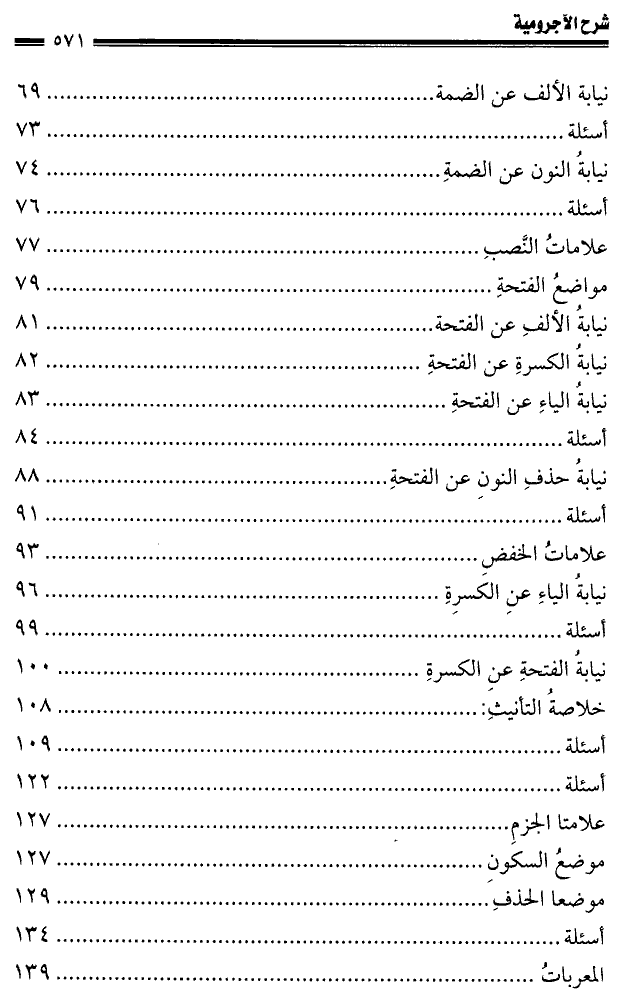 شرح الآجرومية
٥٧١
نيابة الألف عن الضمة ................ ٦٩
أسئلة ................ ٧٣
نيابةُ النون عن الضمةِ ................ ٧٤
أسئلة ................ ٧٦
علاماتُ النَّصبِ ................ ٧٧
مواضعُ الفتحةِ ................ ٧٩
نيابةُ الألفِ عن الفتحة ................ ٨١
نيابةُ الكسرةِ عن الفتحةِ ................ ٨٢
نيابةُ الياءِ عن الفتحةِ ................ ٨٣
أسئلة ................ ٨٤
نيابةُ حذفِ النونِ عن الفتحةِ ................ ٨٨
أسئلة ................ ٩١
علاماتُ الخفضِ ................ ٩٣
نيابةُ الياءِ عنِ الكسرةِ ................ ٩٦
أسئلة ................ ٩٩
نيابةُ الفتحةِ عنِ الكسرةِ ................ ١٠٠
خلاصةُ التأنيثِ: ................ ١٠٨
أسئلة ................ ١٠٩
أسئلة ................ ١٢٢
علامتا الجزمِ ................ ١٢٧
موضعُ السكونِ ................ ١٢٧
موضعا الحذفِ ................ ١٢٩
أسئلة ................ ١٣٤
المعرباتُ ................ ١٣٩